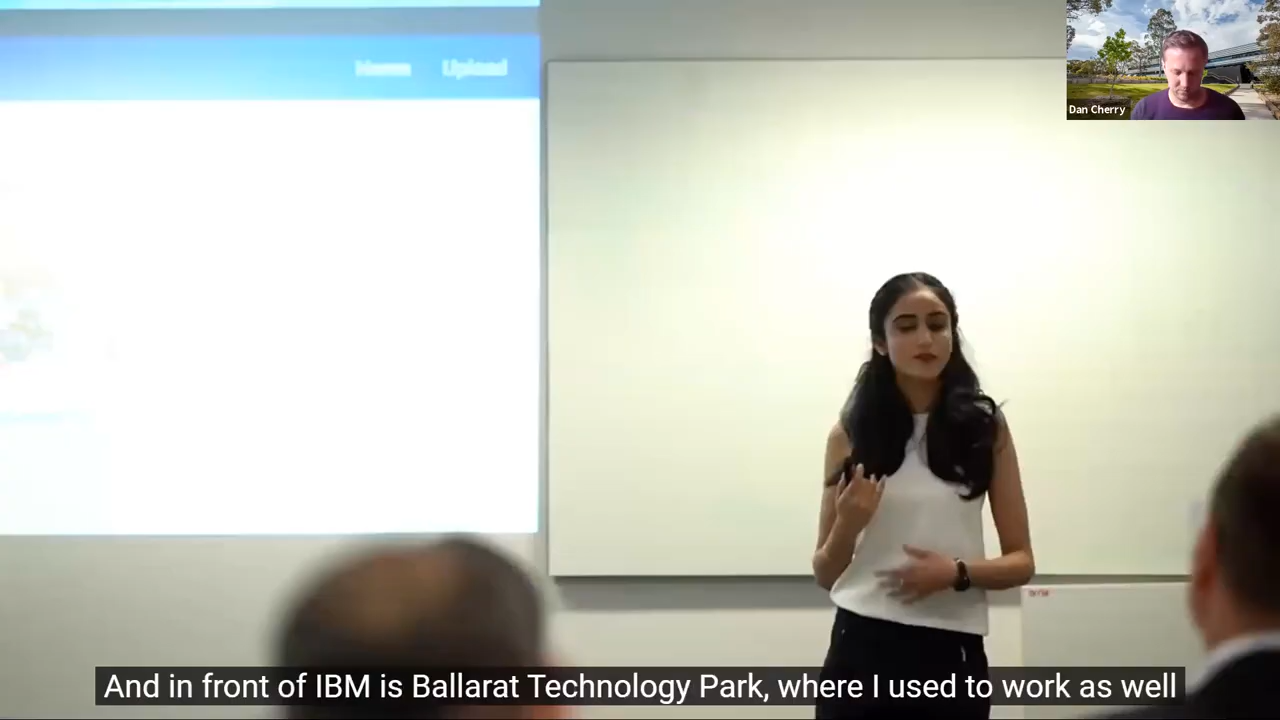 Home Upload
Dan Cherry
And in front of IBM is Ballarat Technology Park, where I used to work as well